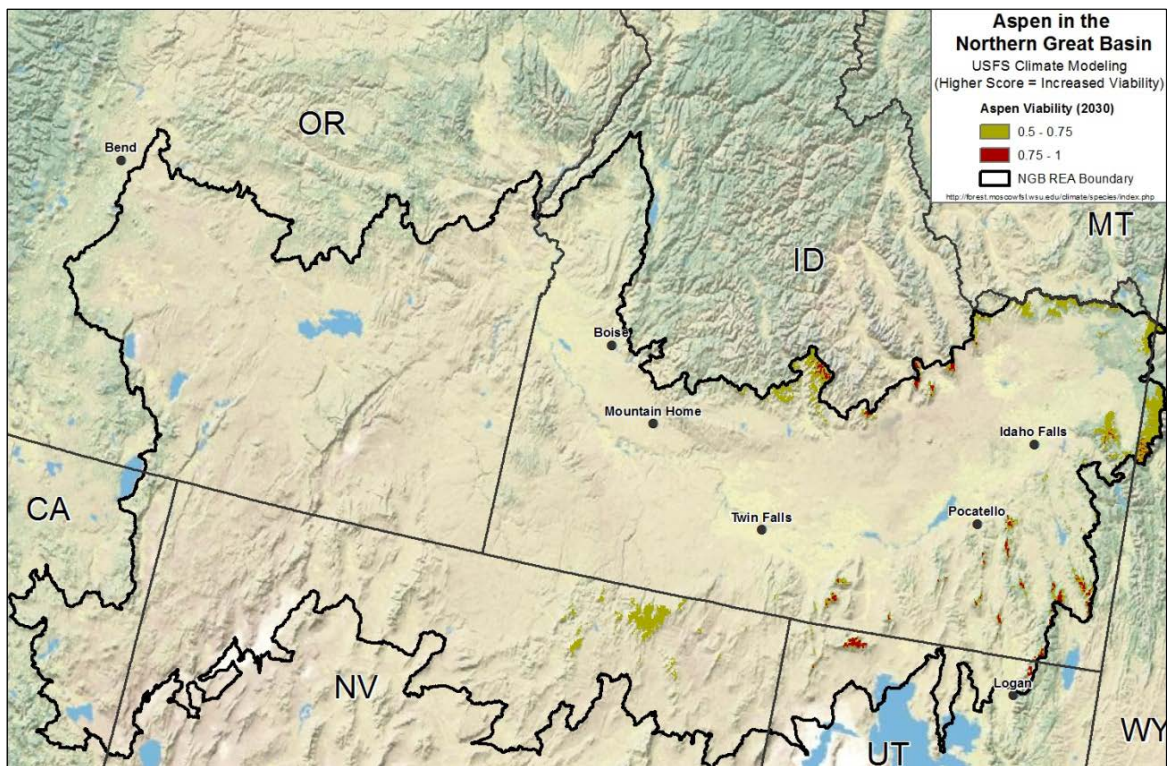 Aspen in the
Northern Great Basin
USFS Climate Modeling
(Higher Score = Increased Viability)
Aspen Viability (2030)
0.5 - 0.75
0.75 - 1
NGB REA Boundary
http://forest.moscowfsl.wsu.edu/climate/species/index.php
OR
Bend
MT
ID
Boise
Mountain Home
Idaho Falls
CA
Twin Falls
Pocatello
NV
Logan
WY
UT